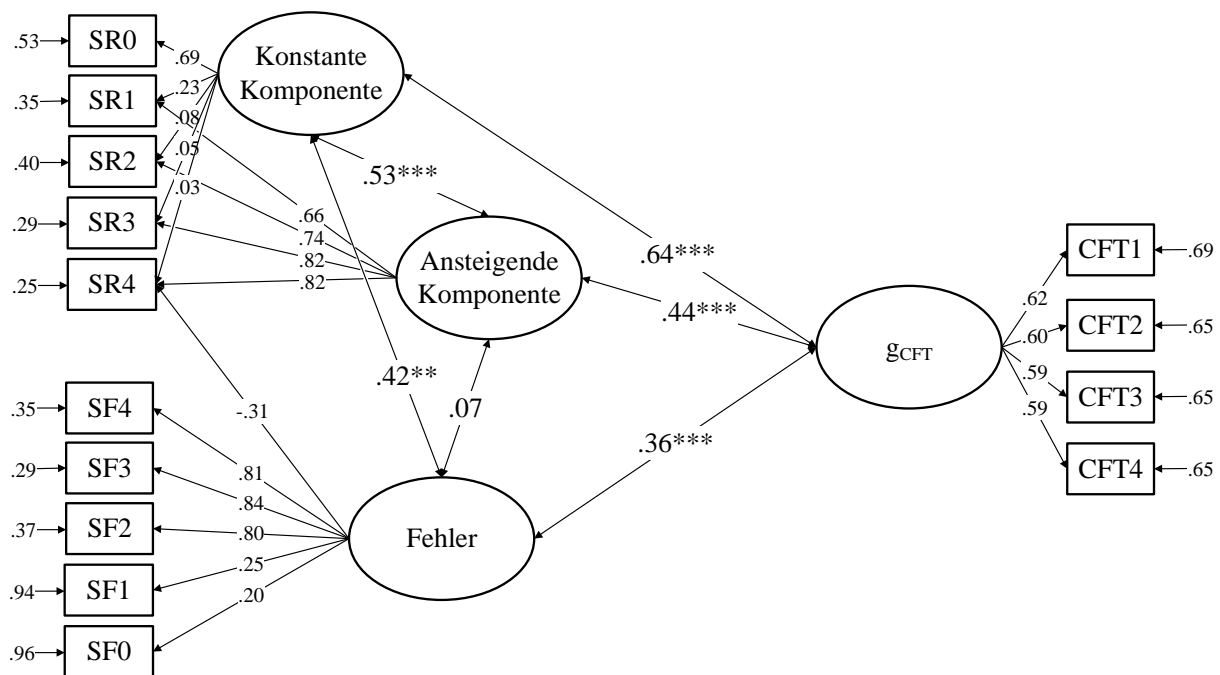 .53
SR0
.69
Konstante
Komponente
.35
SR1
.23
.40
SR2
.08
.29
SR3
.05
.25
SR4
.03
.53***
.66
.74
.82
.82
Ansteigende
Komponente
.64***
.44***
gCFT
CFT1
.69
.62
CFT2
.65
.60
CFT3
.65
.59
CFT4
.65
.59
.42**
.07
.36***
-.31
.35
SF4
.81
.29
SF3
.84
.37
SF2
.80
Fehler
.94
SF1
.25
.96
SF0
.20